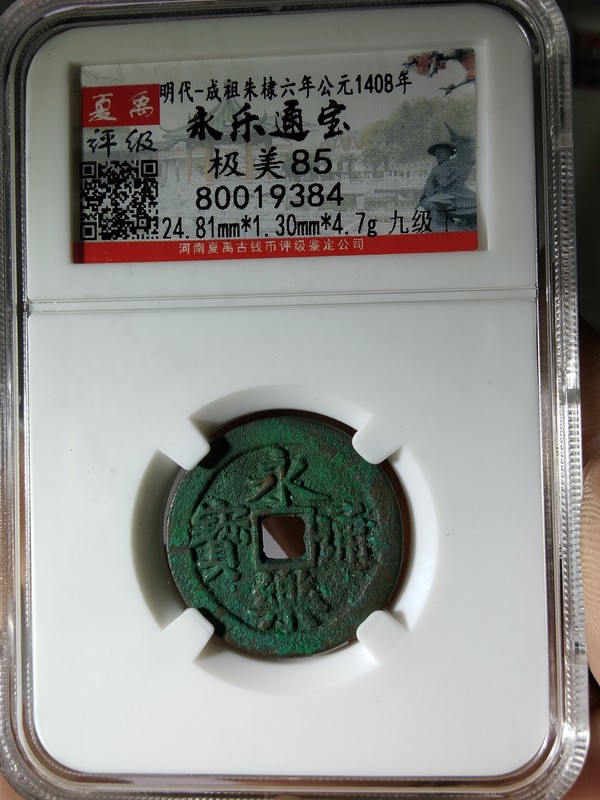 夏禹
评级
明代-成祖朱棣六年公元1408年
永乐通宝
极美85
80019384
24.81mm*1.30mm*4.7g 九级下
河南夏禹古钱币评级鉴定公司
永
寶 通
樂